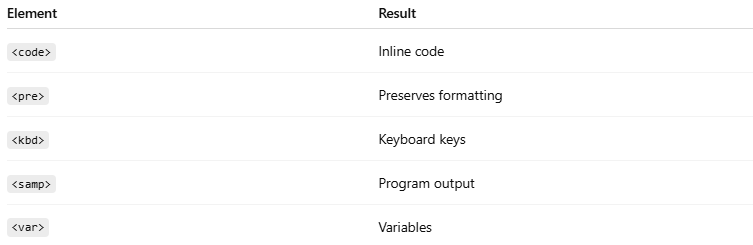 Element Result
<code> Inline code
<pre> Preserves formatting
<kbd> Keyboard keys
<samp> Program output
<var> Variables